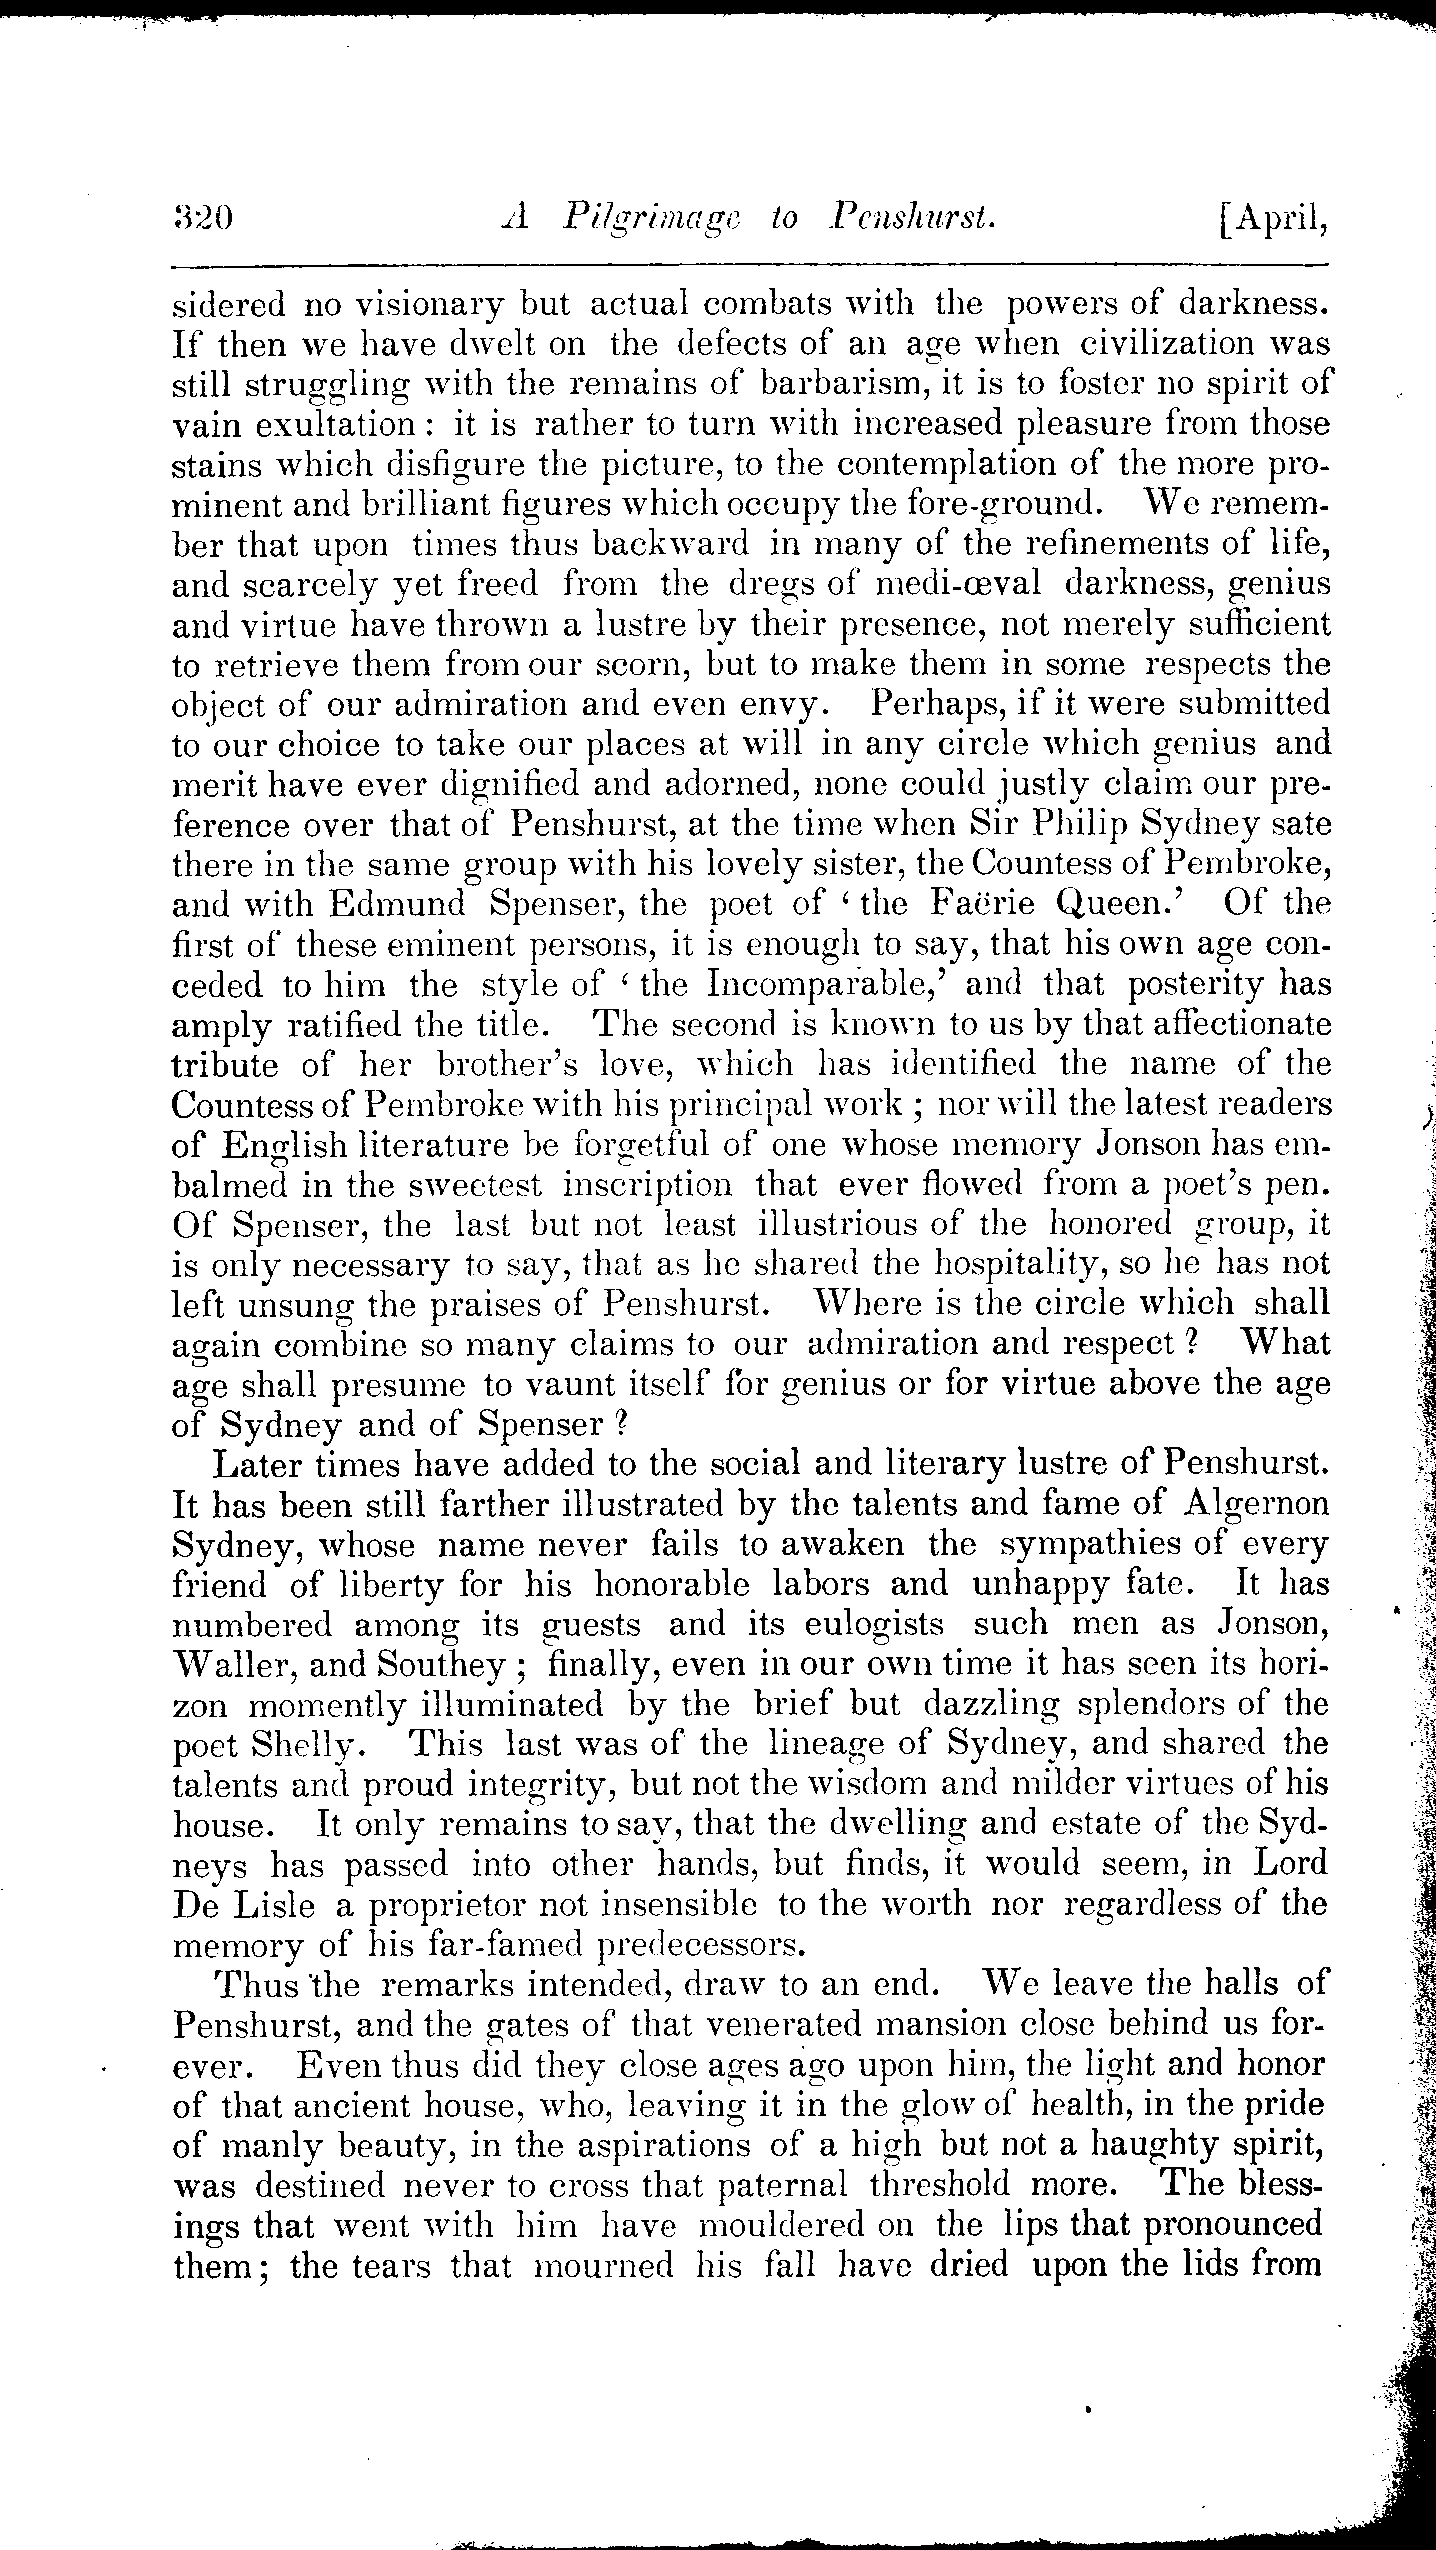 320 A Pilgrimage to Penshurst. [April,
sidered no visionary but actual combats with the powers of darkness.
If then we have dwelt on the defects of an age when civilization was
still struggling with the remains of barbarism, it is to foster no spirit of
vain exultation : it is rather to turn with increased pleasure from those
stains which disfigure the picture, to the contemplation of the more pro-
minent and brilliant figures which occupy the fore-ground. We remem-
ber that upon times thus backward in many of the refinements of life,
and scarcely yet freed from the dregs of medi-œval darkness, genius
and virtue have thrown a lustre by their presence, not merely sufficient
to retrieve them from our scorn, but to make them in some respects the
object of our admiration and even envy. Perhaps, if it were submitted
to our choice to take our places at will in any circle which genius and
merit have ever dignified and adorned, none could justly claim our pre-
ference over that of Penshurst, at the time when Sir Philip Sydney sate
there in the same group with his lovely sister, the Countess of Pembroke,
and with Edmund Spenser, the poet of ‘ the Faërie Queen.’ Of the
first of these eminent persons, it is enough to say, that his own age con-
ceded to him the style of ‘ the Incomparable,’ and that posterity has
amply ratified the title. The second is known to us by that affectionate
tribute of her brother’s love, which has identified the name of the
Countess of Pembroke with his principal work ; nor will the latest readers
of English literature be forgetful of one whose memory Jonson has em-
balmed in the sweetest inscription that ever flowed from a poet’s pen.
Of Spenser, the last but not least illustrious of the honored group, it
is only necessary to say, that as he shared the hospitality, so he has not
left unsung the praises of Penshurst. Where is the circle which shall
again combine so many claims to our admiration and respect ? What
age shall presume to vaunt itself for genius or for virtue above the age
of Sydney and of Spenser ?
Later times have added to the social and literary lustre of Penshurst.
It has been still farther illustrated by the talents and fame of Algernon
Sydney, whose name never fails to awaken the sympathies of every
friend of liberty for his honorable labors and unhappy fate. It has
numbered among its guests and its eulogists such men as Jonson,
Waller, and Southey ; finally, even in our own time it has seen its hori-
zon momently illuminated by the brief but dazzling splendors of the
poet Shelly. This last was of the lineage of Sydney, and shared the
talents and proud integrity, but not the wisdom and milder virtues of his
house. It only remains to say, that the dwelling and estate of the Syd-
neys has passed into other hands, but finds, it would seem, in Lord
De Lisle a proprietor not insensible to the worth nor regardless of the
memory of his far-famed predecessors.
Thus the remarks intended, draw to an end. We leave the halls of
Penshurst, and the gates of that venerated mansion close behind us for-
ever. Even thus did they close ages ago upon him, the light and honor
of that ancient house, who, leaving it in the glow of health, in the pride
of manly beauty, in the aspirations of a high but not a haughty spirit,
was destined never to cross that paternal threshold more. The bless-
ings that went with him have mouldered on the lips that pronounced
them ; the tears that mourned his fall have dried upon the lids from